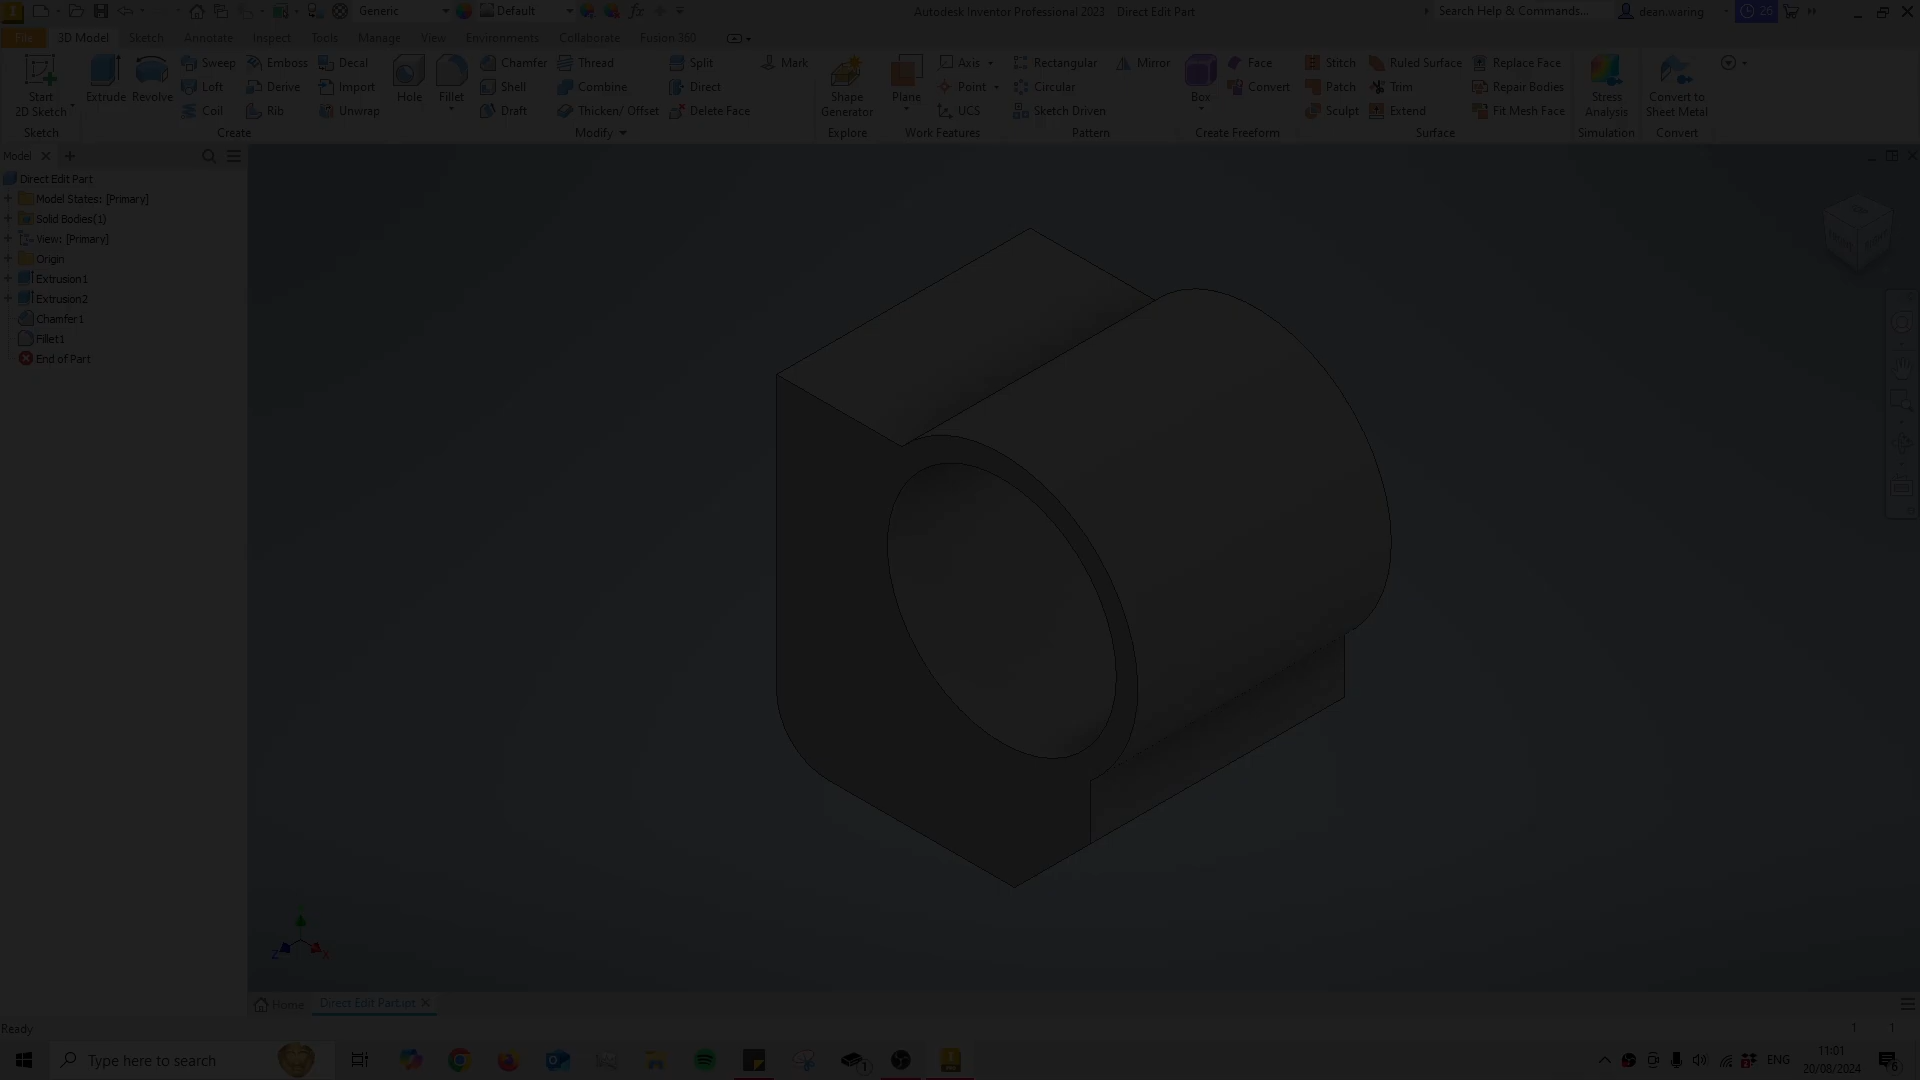 Generic
Default
Autodesk Inventor Professional 2023 Direct Edit Part
Search Help & Commands...
dean.waring
26
File
3D Model
Sketch
Annotate
Inspect
Tools
Manage
View
Environments
Collaborate
Fusion 360
Start
2D Sketch
Sketch
Extrude
Revolve
Sweep
Loft
Coil
Emboss
Derive
Rib
Decal
Import
Unwrap
Create
Hole
Fillet
Chamfer
Shell
Draft
Thread
Combine
Thicken/ Offset
Split
Direct
Delete Face
Mark
Modify
Shape
Generator
Explore
Plane
Axis
Point
UCS
Work Features
Rectangular
Circular
Sketch Driven
Mirror
Pattern
Box
Face
Convert
Create Freeform
Stitch
Patch
Sculpt
Ruled Surface
Trim
Extend
Replace Face
Repair Bodies
Fit Mesh Face
Surface
Stress
Analysis
Simulation
Convert to
Sheet Metal
Convert
Model
Direct Edit Part
Model States: [Primary]
Solid Bodies(1)
View: [Primary]
Origin
Extrusion1
Extrusion2
Chamfer1
Fillet1
End of Part
Z
X
Home
Direct Edit Part.ipt
Ready
1 1
Type here to search
1
ENG
11:01
20/08/2024
6